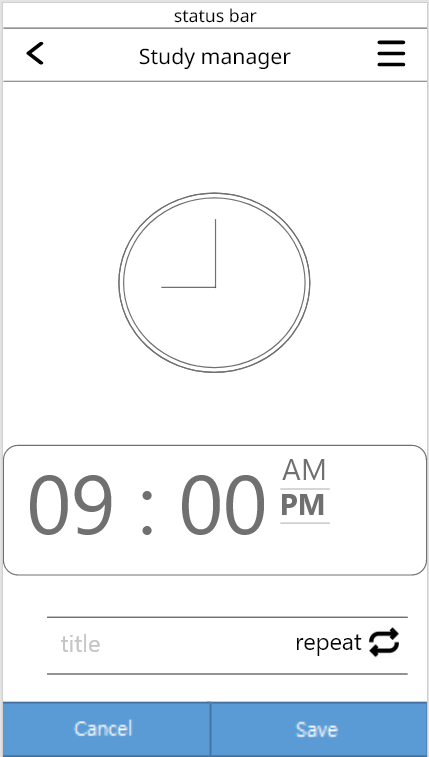 status bar
Study manager
09 : 00
AM
PM
title
repeat
Cancel
Save